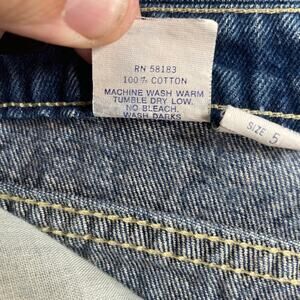 RN 58183
100% COTTON
MACHINE WASH WARM
TUMBLE DRY LOW.
NO BLEACH.
WASH DARKS
SIZE 5